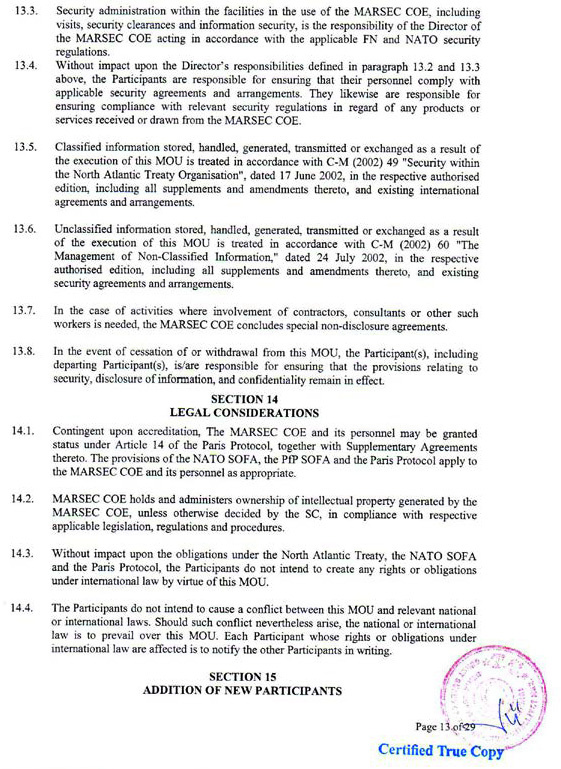 13.3. Security administration within the facilities in the use of the MARSEC COE, including
visits, security clearances and information security, is the responsibility of the Director of
the MARSEC COE acting in accordance with the applicable FN and NATO security
regulations.
13.4. Without impact upon the Director's responsibilities defined in paragraph 13.2 and 13.3
above, the Participants are responsible for ensuring that their personnel comply with
applicable security agreements and arrangements. They likewise are responsible for
ensuring compliance with relevant security regulations in regard of any products or
services received or drawn from the MARSEC COE.
13.5. Classified information stored, handled, generated, transmitted or exchanged as a result of
the execution of this MOU is treated in accordance with C-M (2002) 49 "Security within
the North Atlantic Treaty Organisation", dated 17 June 2002, in the respective authorised
edition, including all supplements and amendments thereto, and existing international
agreements and arrangements.
13.6. Unclassified information stored, handled, generated, transmitted or exchanged as a result
of the execution of this MOU is treated in accordance with C-M (2002) 60 "The
Management of Non-Classified Information," dated 24 July 2002, in the respective
authorised edition, including all supplements and amendments thereto, and existing
security agreements and arrangements.
13.7. In the case of activities where involvement of contractors, consultants or other such
workers is needed, the MARSEC COE concludes special non-disclosure agreements.
13.8. In the event of cessation of or withdrawal from this MOU, the Participant(s), including
departing Participant(s), is/are responsible for ensuring that the provisions relating to
security, disclosure of information, and confidentiality remain in effect.
SECTION 14
LEGAL CONSIDERATIONS
14.1. Contingent upon accreditation, The MARSEC COE and its personnel may be granted
status under Article 14 of the Paris Protocol, together with Supplementary Agreements
thereto. The provisions of the NATO SOFA, the PfP SOFA and the Paris Protocol apply to
the MARSEC COE and its personnel as appropriate.
14.2. MARSEC COE holds and administers ownership of intellectual property generated by the
MARSEC COE, unless otherwise decided by the SC, in compliance with respective
applicable legislation, regulations and procedures.
14.3. Without impact upon the obligations under the North Atlantic Treaty, the NATO SOFA
and the Paris Protocol, the Participants do not intend to create any rights or obligations
under international law by virtue of this MOU.
14.4. The Participants do not intend to cause a conflict between this MOU and relevant national
or international laws. Should such conflict nevertheless arise, the national or international
law is to prevail over this MOU. Each Participant whose rights or obligations under
international law are affected is to notify the other Participants in writing.
SECTION 15
ADDITION OF NEW PARTICIPANTS
Page 13 of 29
Certified True Copy